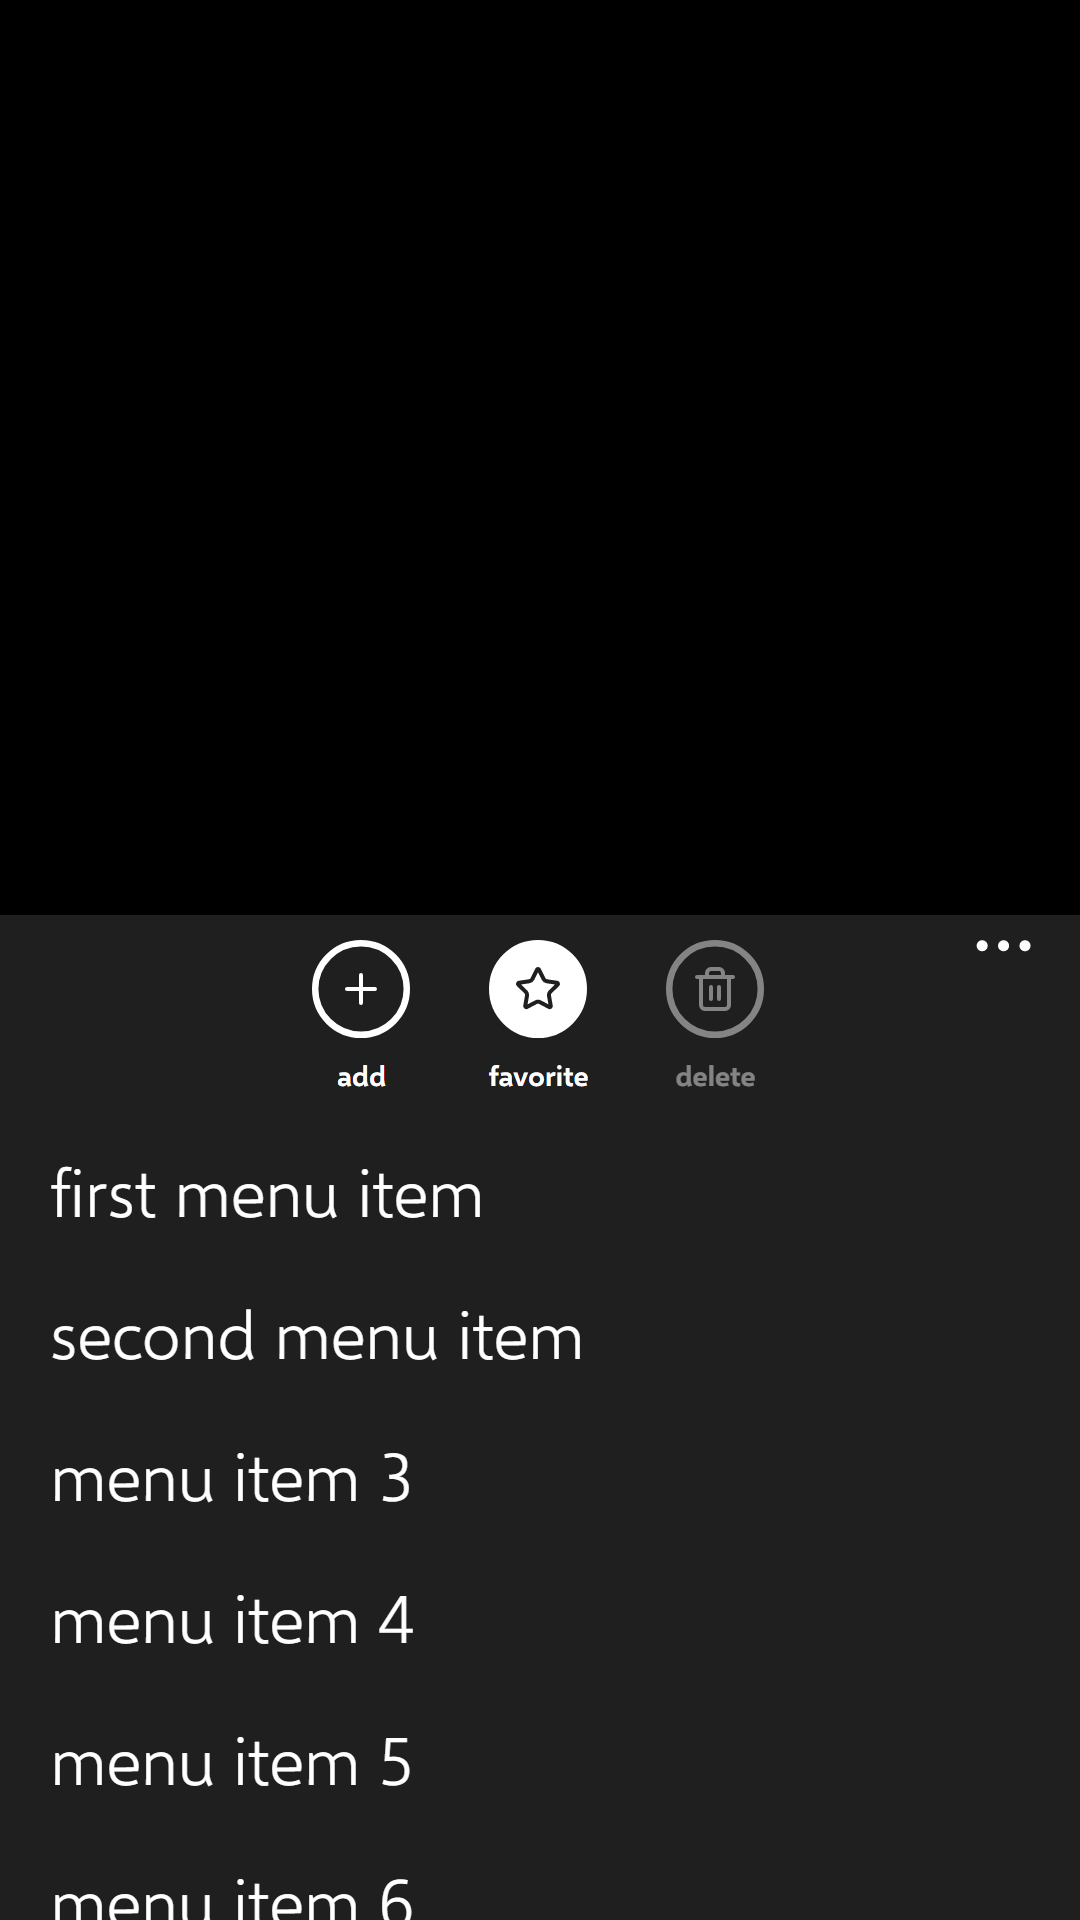 add favorite delete
first menu item
second menu item
menu item 3
menu item 4
menu item 5
menu item 6